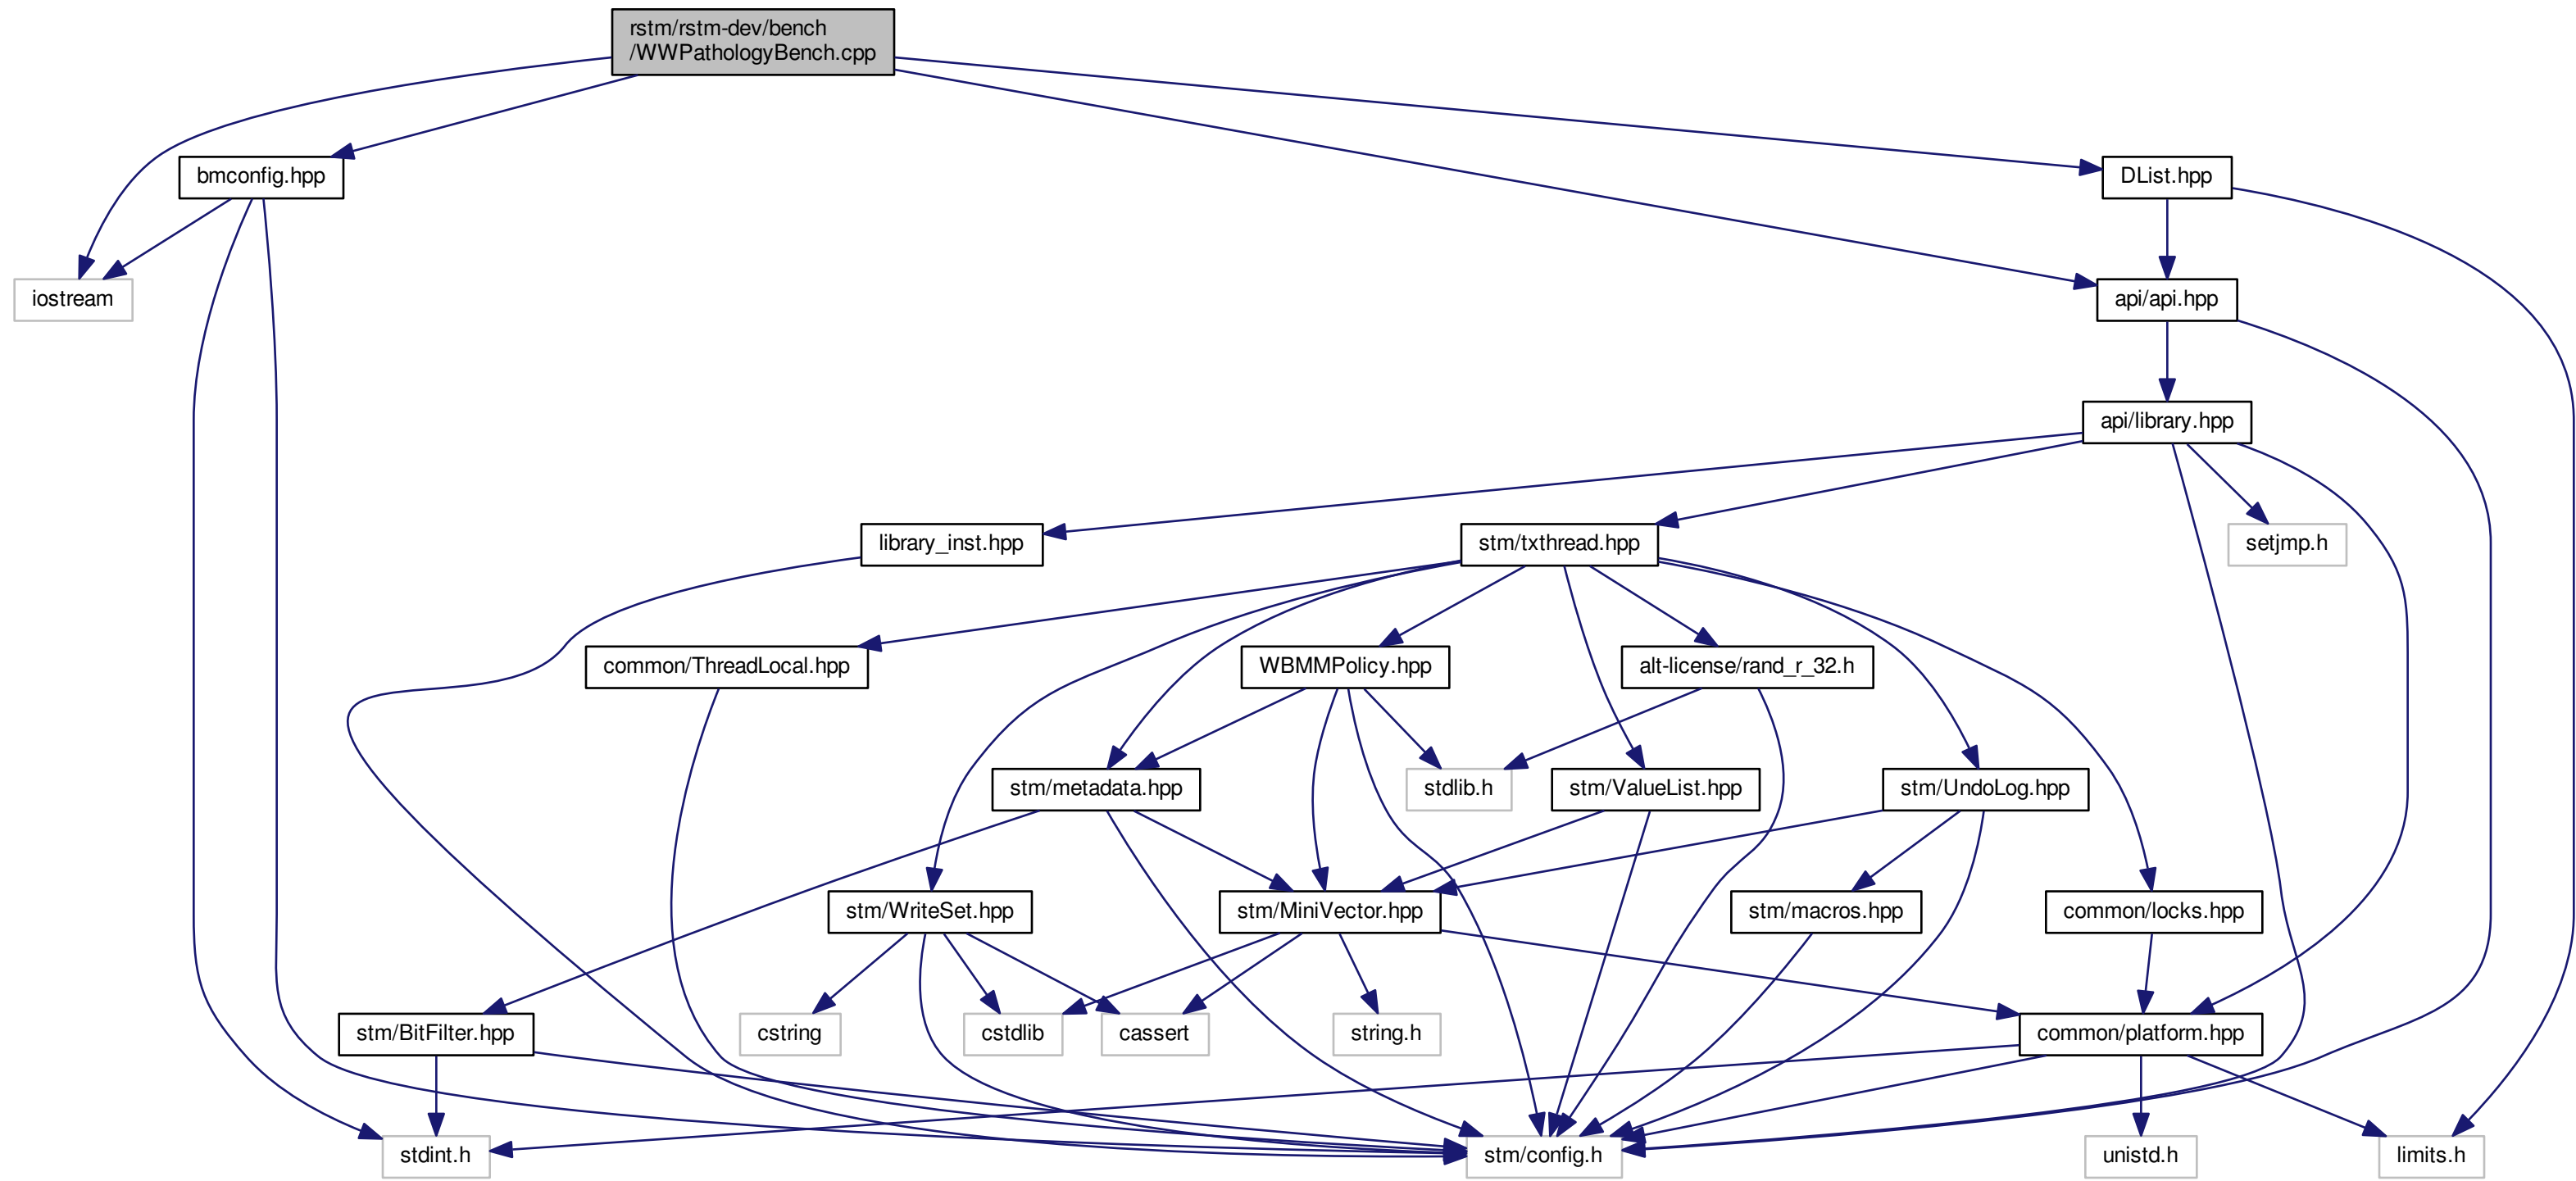 rstm/rstm-dev/bench
/WWPathologyBench.cpp
bmconfig.hpp
DList.hpp
iostream
api/api.hpp
api/library.hpp
library_inst.hpp
stm/txthread.hpp
setjmp.h
common/ThreadLocal.hpp
WBMMPolicy.hpp
alt-license/rand_r_32.h
stm/metadata.hpp
stdlib.h
stm/ValueList.hpp
stm/UndoLog.hpp
stm/WriteSet.hpp
stm/MiniVector.hpp
stm/macros.hpp
common/locks.hpp
stm/BitFilter.hpp
cstring
cstdlib
cassert
string.h
common/platform.hpp
stdint.h
stm/config.h
unistd.h
limits.h